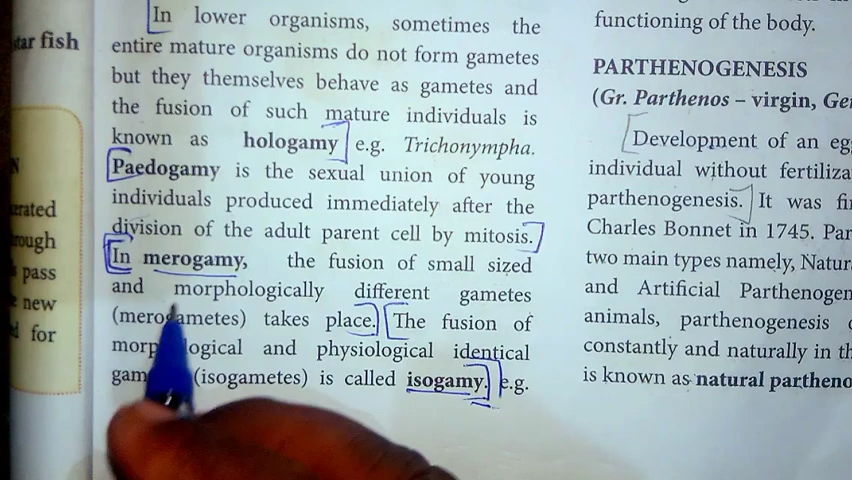 star fish
N
erated
rough
s pass
e new
d for
In lower organisms, sometimes the
entire mature organisms do not form gametes
but they themselves behave as gametes and
the fusion of such mature individuals is
known as hologamy e.g. Trichonympha.
Paedogamy is the sexual union of young
individuals produced immediately after the
division of the adult parent cell by mitosis.
In merogamy, the fusion of small sized
and morphologically different gametes
(merogametes) takes place. The fusion of
morp logical and physiological identical
gam (isogametes) is called isogamy. e.g.
functioning of the body.
PARTHENOGENESIS
(Gr. Parthenos – virgin, Ge
Development of an eg
individual without fertiliza
parthenogenesis. It was fi
Charles Bonnet in 1745. Par
two main types namely, Natur
and Artificial Parthenogen
animals, parthenogenesis
constantly and naturally in th
is known as natural partheno